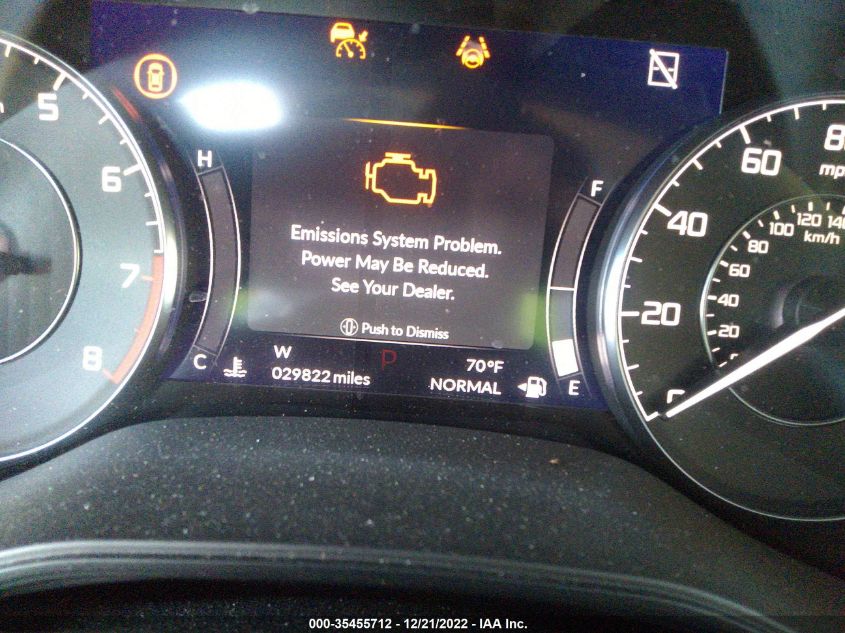 5
6
7
8
H
C
Emissions System Problem.
Power May Be Reduced.
See Your Dealer.
Push to Dismiss
W
029822 miles
P
70°F
NORMAL
F
E
0
20
40
60
20
40
60
80
100
120
km/h
000-35455712 - 12/21/2022 - IAA Inc.